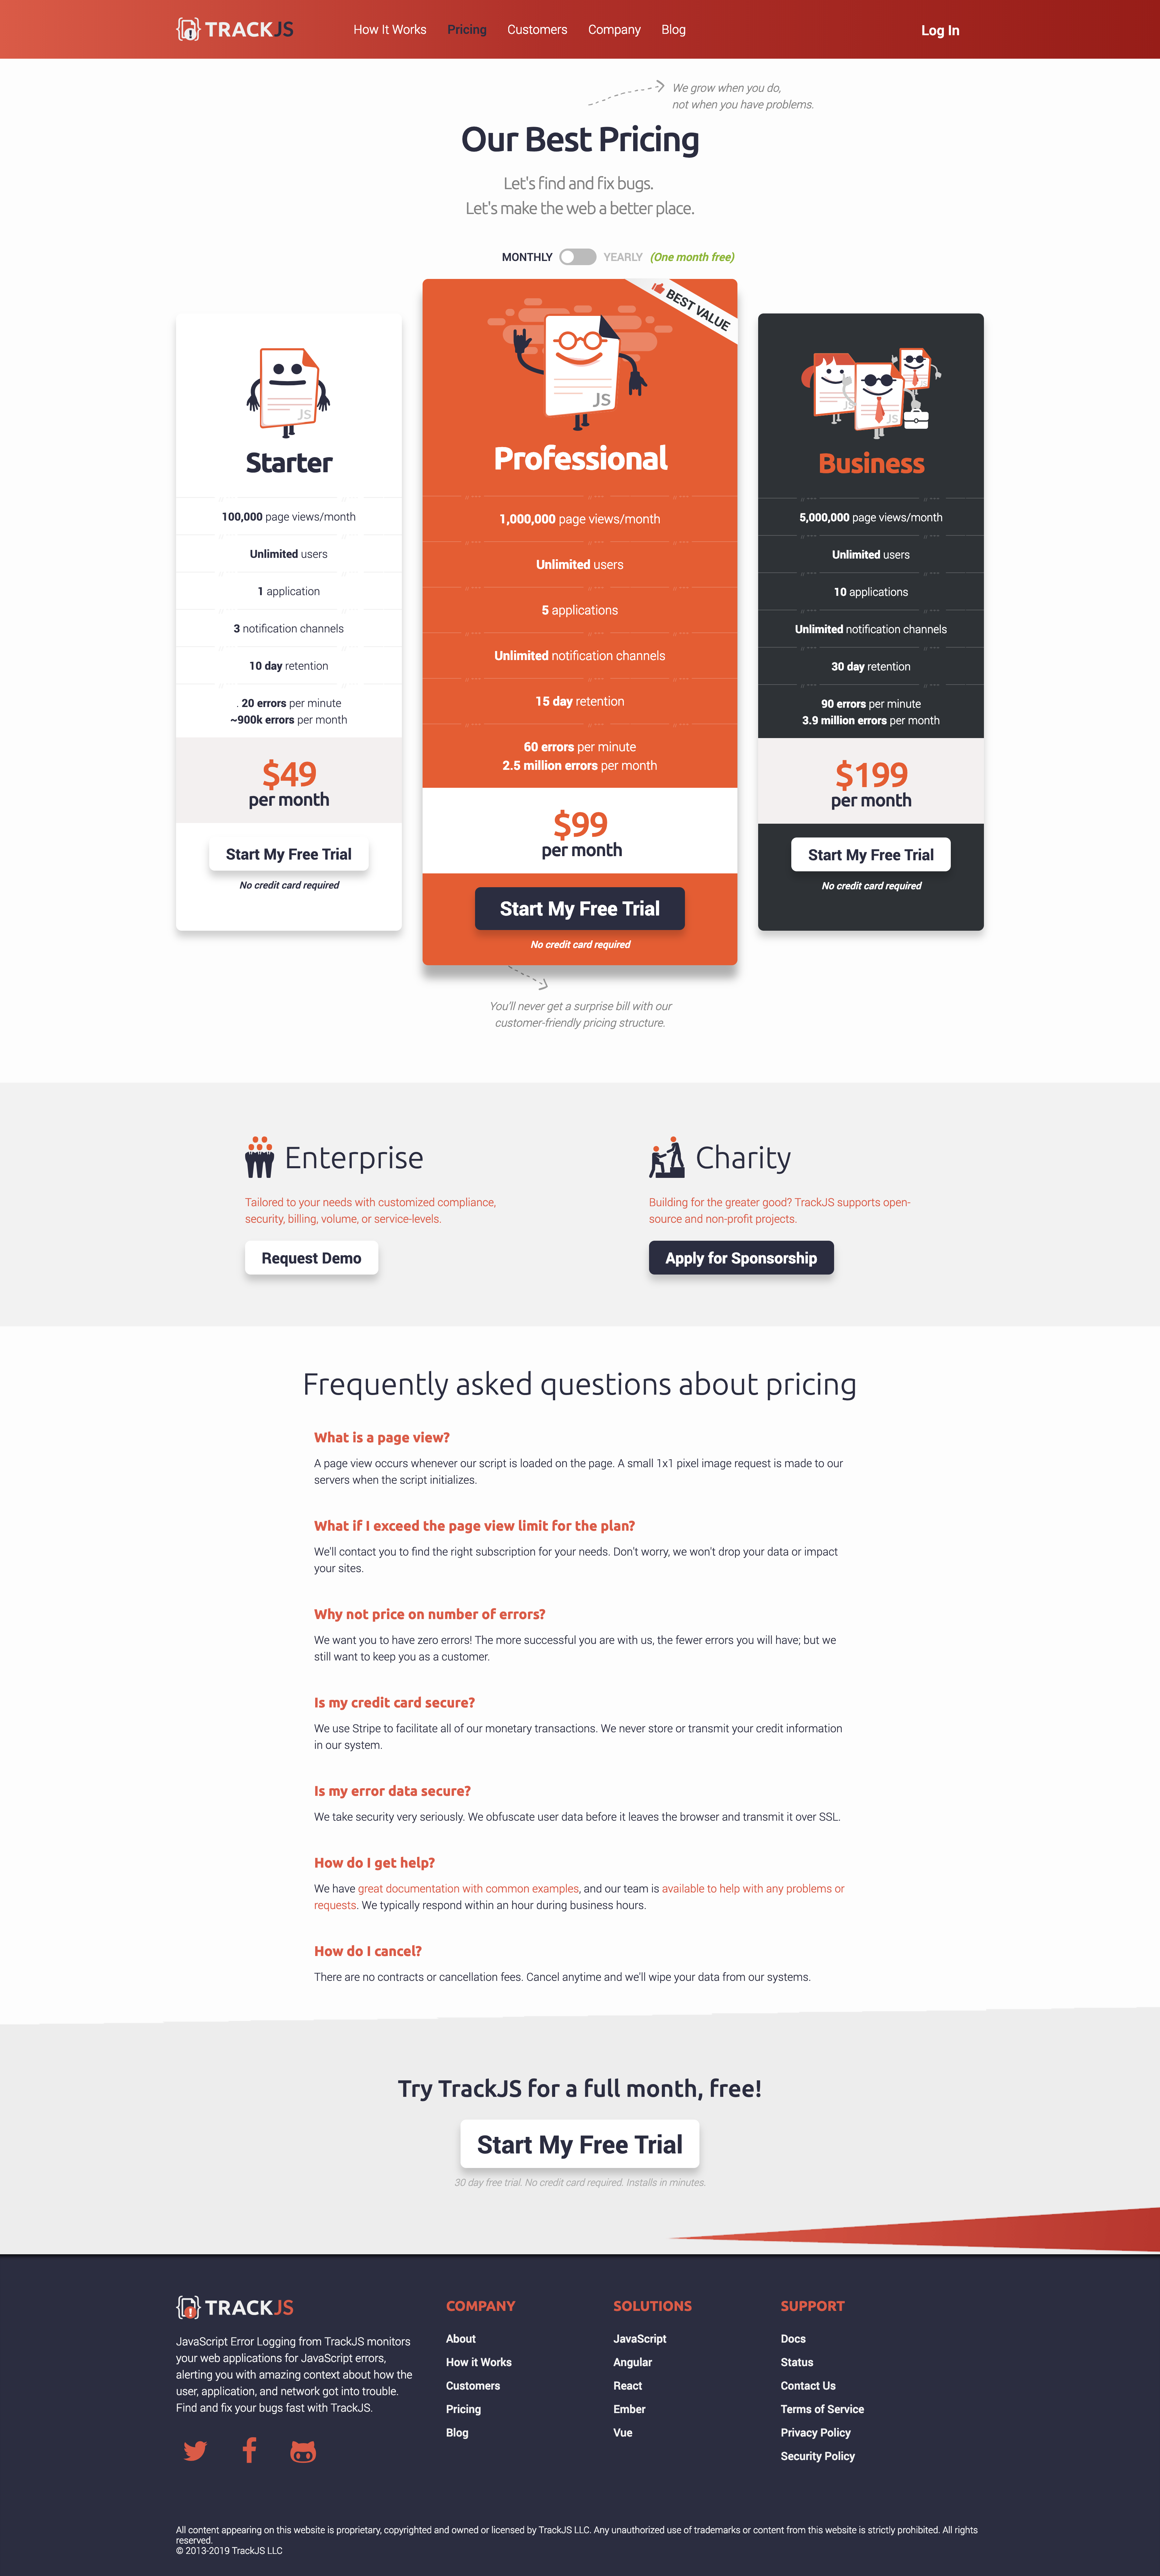 TRACKJS
How It Works
Pricing
Customers
Company
Blog
Log In
We grow when you do,
not when you have problems.
Our Best Pricing
Let's find and fix bugs.
Let's make the web a better place.
MONTHLY YEARLY (One month free)
JS
Starter
100,000 page views/month
Unlimited users
1 application
3 notification channels
10 day retention
. 20 errors per minute
~900k errors per month
$49
per month
Start My Free Trial
No credit card required
BEST VALUE
JS
Professional
1,000,000 page views/month
Unlimited users
5 applications
Unlimited notification channels
15 day retention
60 errors per minute
2.5 million errors per month
$99
per month
Start My Free Trial
No credit card required
JS
JS
Business
5,000,000 page views/month
Unlimited users
10 applications
Unlimited notification channels
30 day retention
90 errors per minute
3.9 million errors per month
$199
per month
Start My Free Trial
No credit card required
You'll never get a surprise bill with our
customer-friendly pricing structure.
Enterprise
Tailored to your needs with customized compliance,
security, billing, volume, or service-levels.
Request Demo
Charity
Building for the greater good? TrackJS supports open-
source and non-profit projects.
Apply for Sponsorship
Frequently asked questions about pricing
What is a page view?
A page view occurs whenever our script is loaded on the page. A small 1x1 pixel image request is made to our
servers when the script initializes.
What if I exceed the page view limit for the plan?
We'll contact you to find the right subscription for your needs. Don't worry, we won't drop your data or impact
your sites.
Why not price on number of errors?
We want you to have zero errors! The more successful you are with us, the fewer errors you will have; but we
still want to keep you as a customer.
Is my credit card secure?
We use Stripe to facilitate all of our monetary transactions. We never store or transmit your credit information
in our system.
Is my error data secure?
We take security very seriously. We obfuscate user data before it leaves the browser and transmit it over SSL.
How do I get help?
We have great documentation with common examples, and our team is available to help with any problems or
requests. We typically respond within an hour during business hours.
How do I cancel?
There are no contracts or cancellation fees. Cancel anytime and we'll wipe your data from our systems.
Try TrackJS for a full month, free!
Start My Free Trial
30 day free trial. No credit card required. Installs in minutes.
TRACKJS
JavaScript Error Logging from TrackJS monitors
your web applications for JavaScript errors,
alerting you with amazing context about how the
user, application, and network got into trouble.
Find and fix your bugs fast with TrackJS.
COMPANY
About
How it Works
Customers
Pricing
Blog
SOLUTIONS
JavaScript
Angular
React
Ember
Vue
SUPPORT
Docs
Status
Contact Us
Terms of Service
Privacy Policy
Security Policy
All content appearing on this website is proprietary, copyrighted and owned or licensed by TrackJS LLC. Any unauthorized use of trademarks or content from this website is strictly prohibited. All rights
reserved.
© 2013-2019 TrackJS LLC